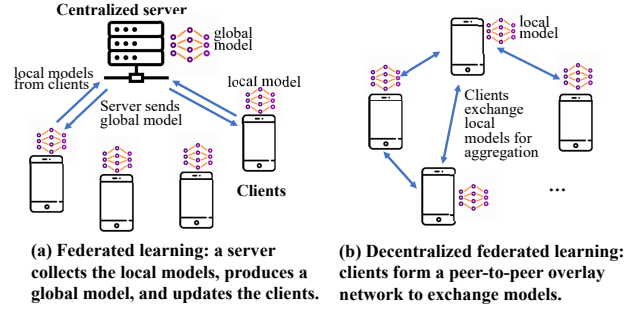 Centralized server
global
model
local models
from clients
Server sends
global model
local model
Clients
(a) Federated learning: a server
collects the local models, produces a
global model, and updates the clients.
local
model
Clients
exchange
local
models for
aggregation
...
(b) Decentralized federated learning:
clients form a peer-to-peer overlay
network to exchange models.